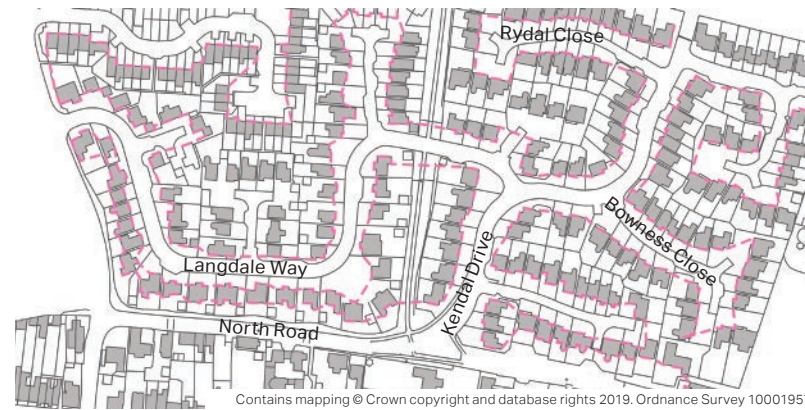 Rydal Close
Bowness Close
Langdale Way
Kendal Drive
North Road
Contains mapping © Crown copyright and database rights 2019. Ordnance Survey 1000195